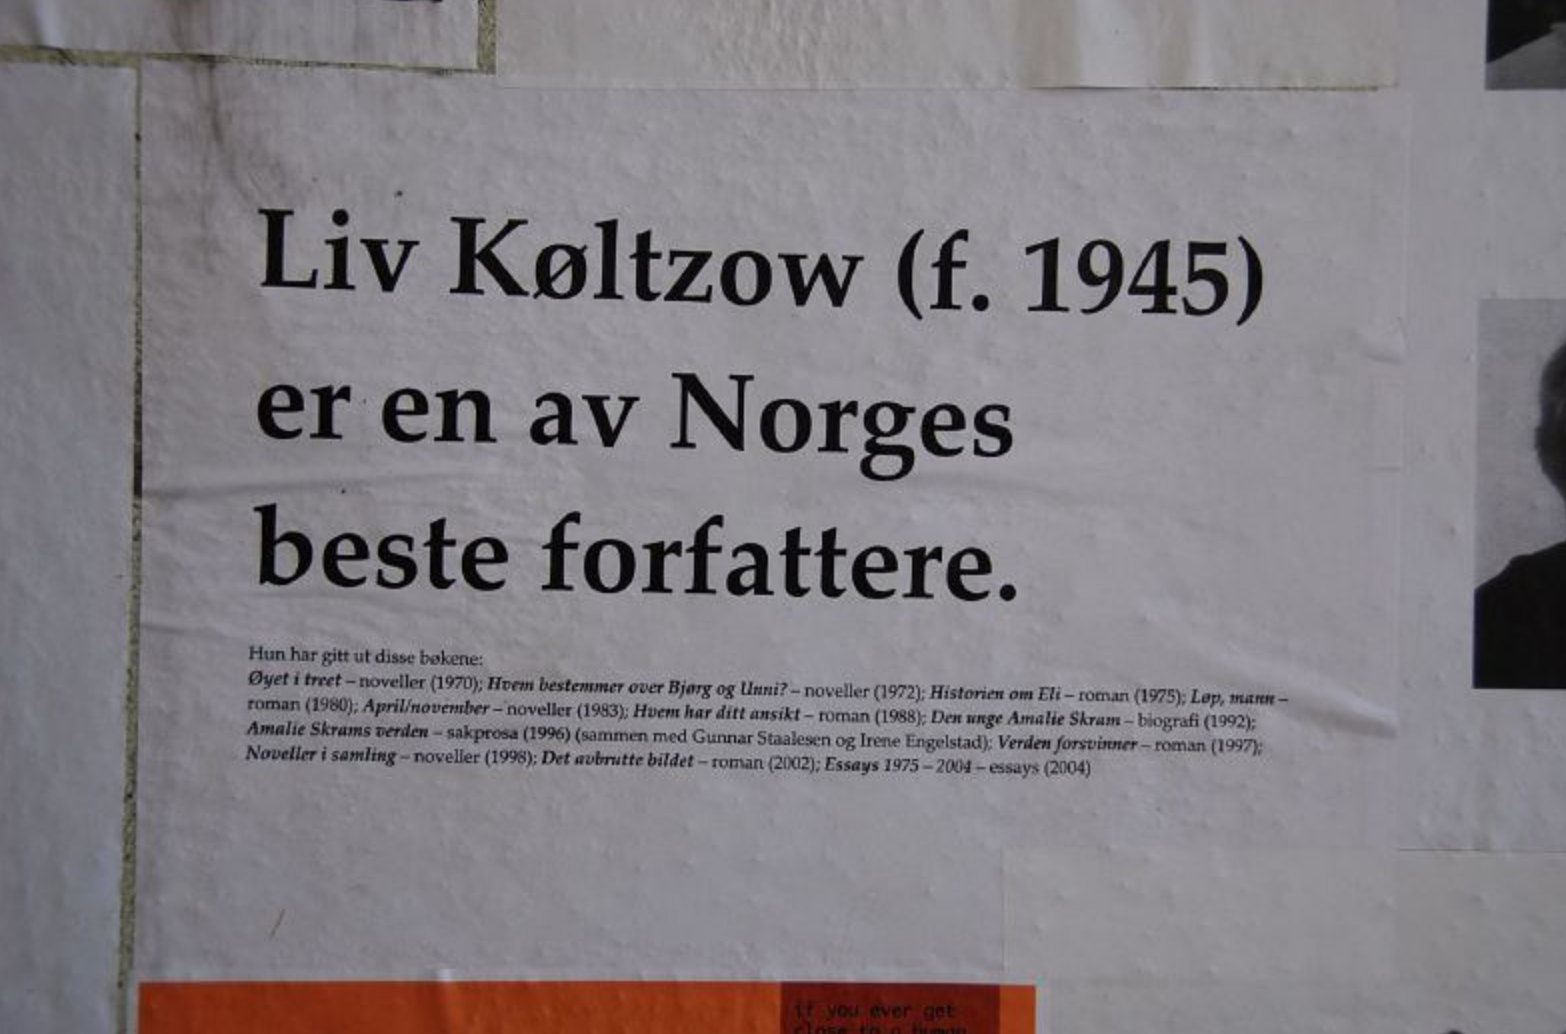 Liv Køltzow (f. 1945)
er en av Norges
beste forfattere.
Hun har gitt ut disse bøkene:
Øyet i treet – noveller (1970); Hvem bestemmer over Bjørg og Unni? – noveller (1972); Historien om Eli – roman (1975); Løp, mann –
roman (1980); April/november – noveller (1983); Hvem har ditt ansikt – roman (1988); Den unge Amalie Skram – biografi (1992);
Amalie Skrams verden – sakprosa (1996) (sammen med Gunnar Staalesen og Irene Engelstad); Verden forsvinner – roman (1997);
Noveller i samling – noveller (1998); Det avbrutte bildet – roman (2002); Essays 1975 – 2004 – essays (2004)
if you ever get
close to a human